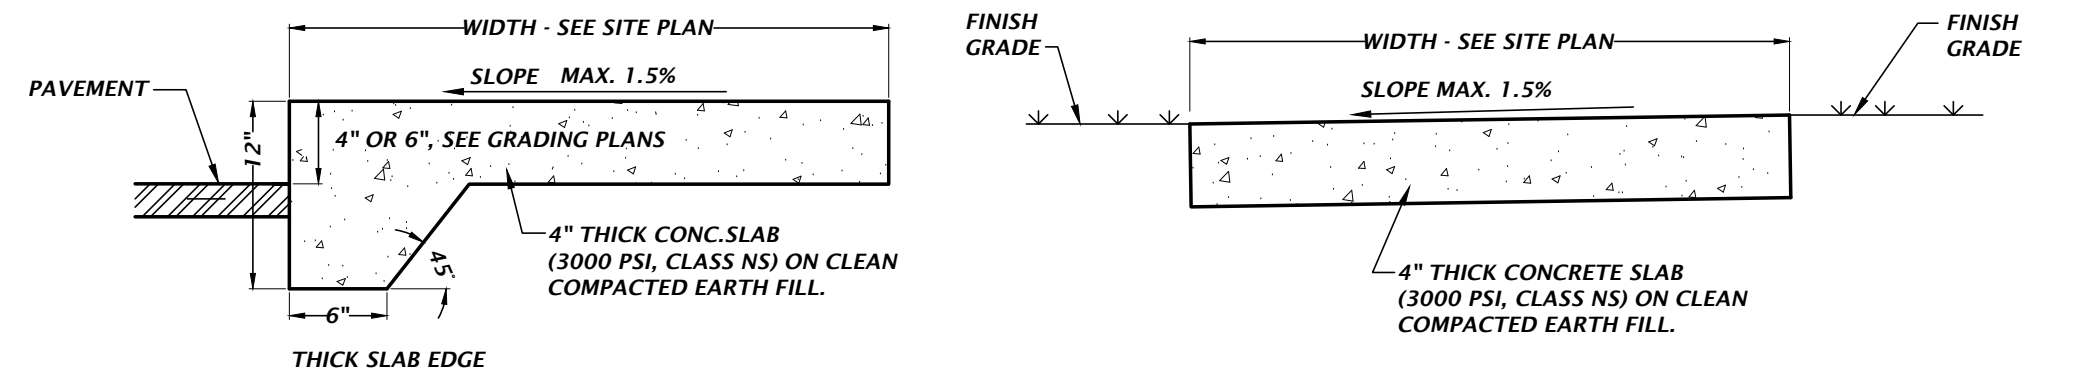 WIDTH - SEE SITE PLAN
SLOPE MAX. 1.5%
PAVEMENT
12"
4" OR 6", SEE GRADING PLANS
4" THICK CONC.SLAB
(3000 PSI, CLASS NS) ON CLEAN
COMPACTED EARTH FILL.
45°
6"
THICK SLAB EDGE
FINISH
GRADE
WIDTH - SEE SITE PLAN
FINISH
GRADE
SLOPE MAX. 1.5%
4" THICK CONCRETE SLAB
(3000 PSI, CLASS NS) ON CLEAN
COMPACTED EARTH FILL.